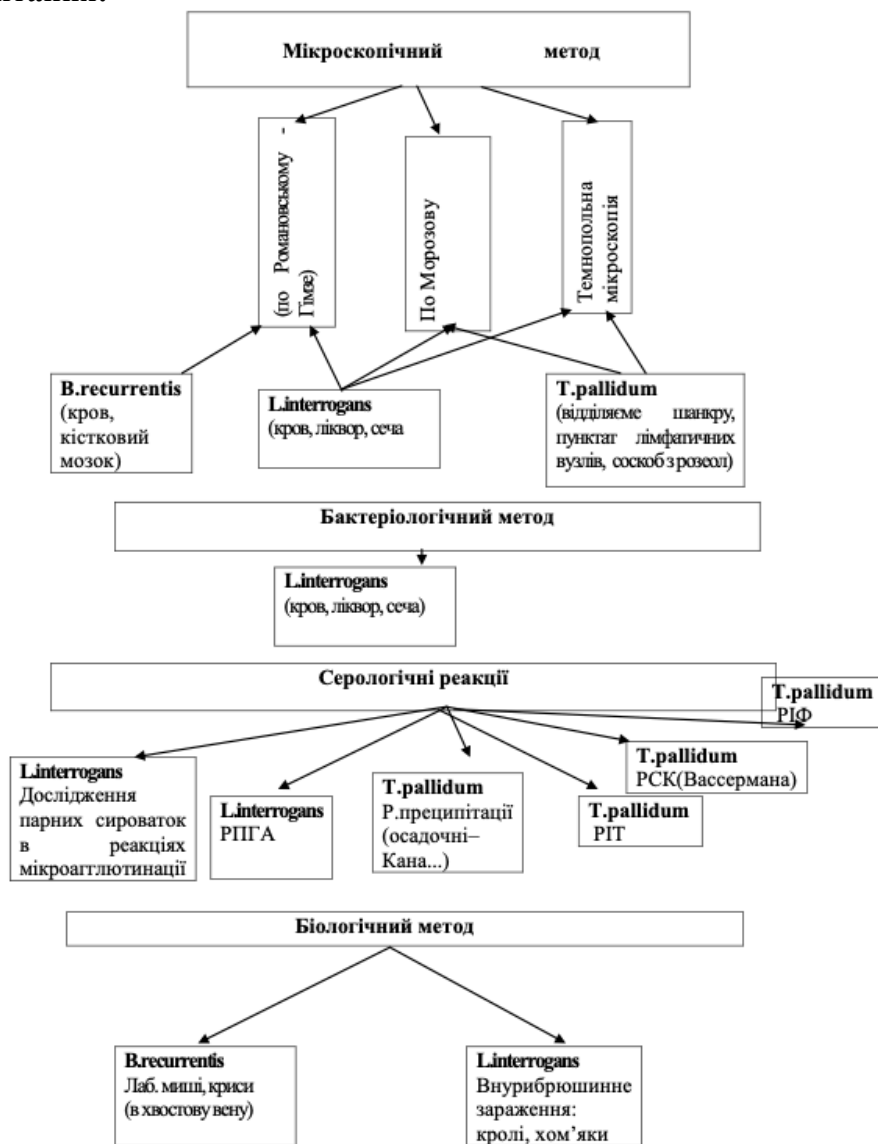 Мікроскопічний метод
(по Романовському -
Гімзе)
По Морозову
Темнопольна
мікроскопія
B.recurrentis
(кров,
кістковий
мозок)
L.interrogans
(кров, ліквор, сеча
T.pallidum
(відділяєме шанкру,
пунктат лімфатичних
вузлів, соскоб з розеол)
Бактеріологічний метод
L.interrogans
(кров, ліквор, сеча)
Серологічні реакції
T.pallidum
РІФ
L.interrogans
Дослідження
парних сироваток
в реакціях
мікроагглютинації
L.interrogans
РПГА
T.pallidum
Р.преципітації
(осадочні–
Кана...)
T.pallidum
РІТ
T.pallidum
РСК(Вассермана)
Біологічний метод
B.recurrentis
Лаб. миші, криси
(в хвостову вену)
L.interrogans
Внурибрюшинне
зараження:
кролі, хом’яки